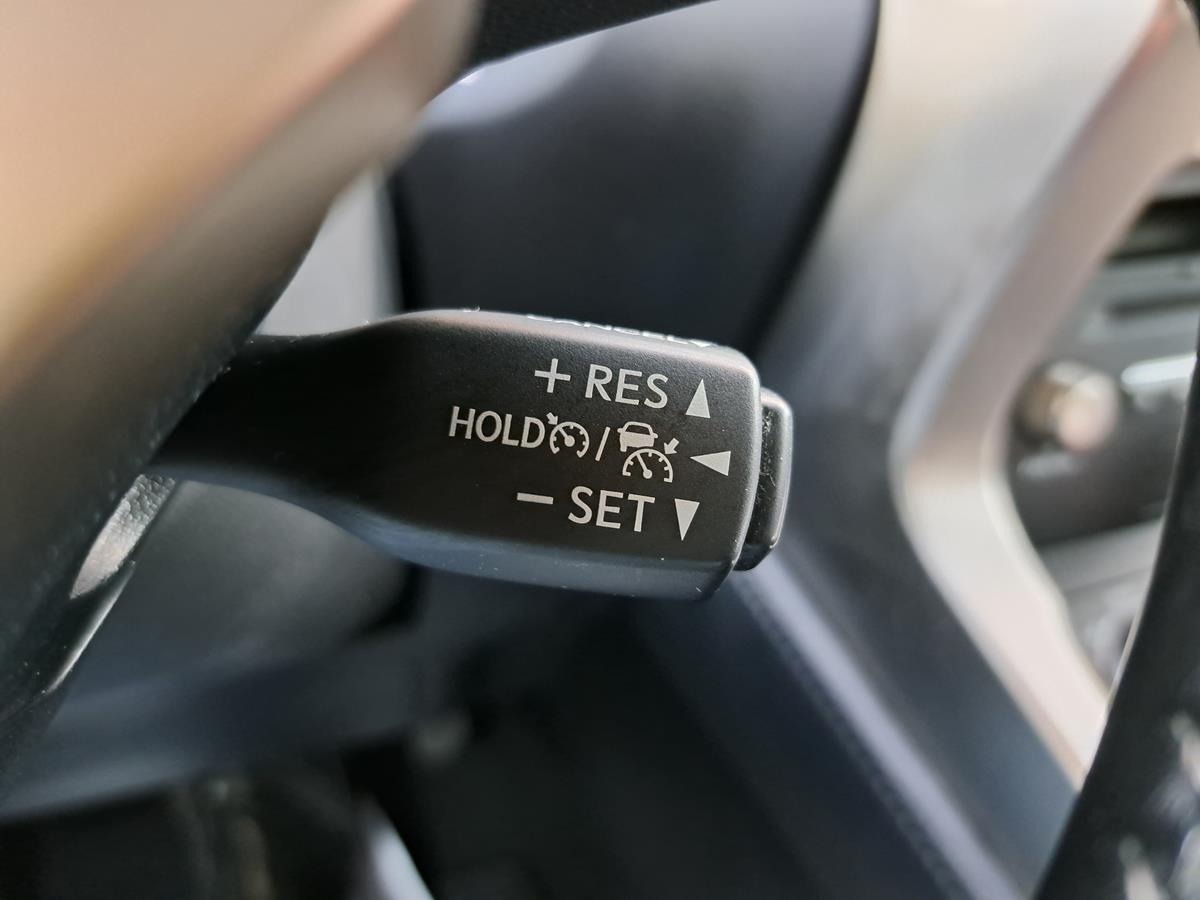 + RES
HOLD /
− SET